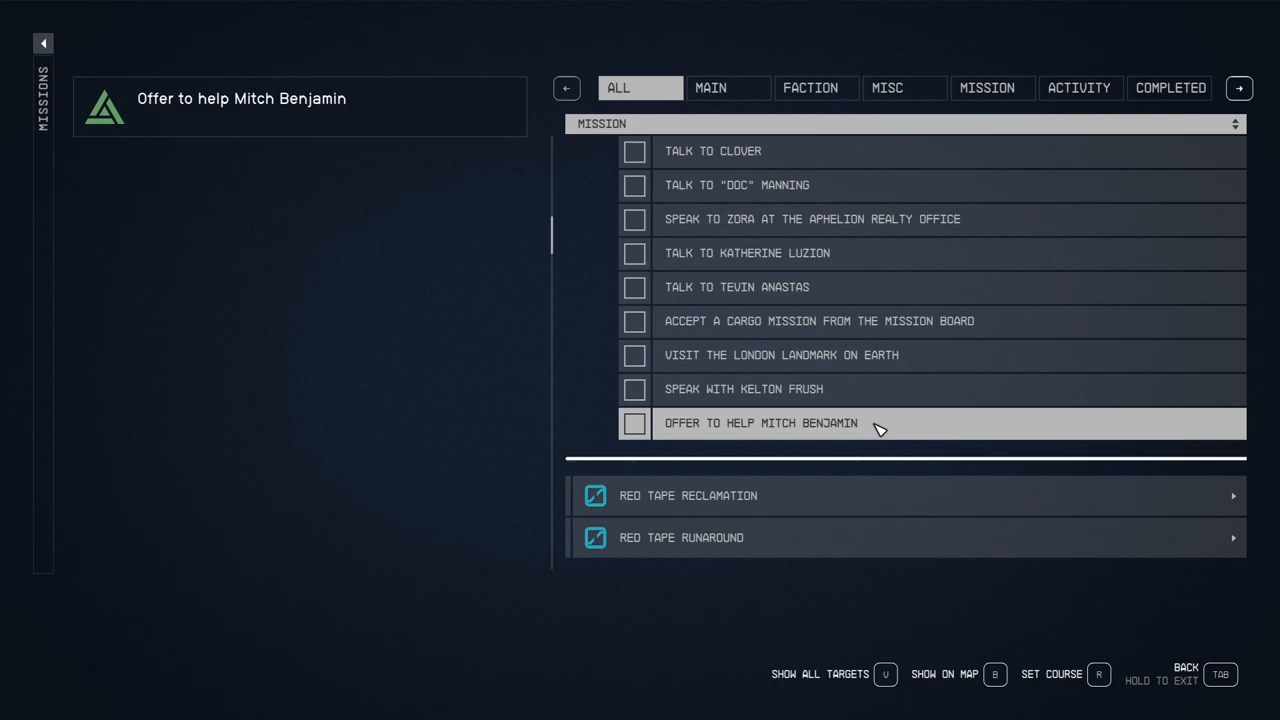 MISSIONS
Offer to help Mitch Benjamin
← ALL MAIN FACTION MISC MISSION ACTIVITY COMPLETED →
MISSION
TALK TO CLOVER
TALK TO "DOC" MANNING
SPEAK TO ZORA AT THE APHELION REALTY OFFICE
TALK TO KATHERINE LUZION
TALK TO TEVIN ANASTAS
ACCEPT A CARGO MISSION FROM THE MISSION BOARD
VISIT THE LONDON LANDMARK ON EARTH
SPEAK WITH KELTON FRUSH
OFFER TO HELP MITCH BENJAMIN
RED TAPE RECLAMATION
RED TAPE RUNAROUND
SHOW ALL TARGETS V SHOW ON MAP B SET COURSE R BACK TAB
HOLD TO EXIT